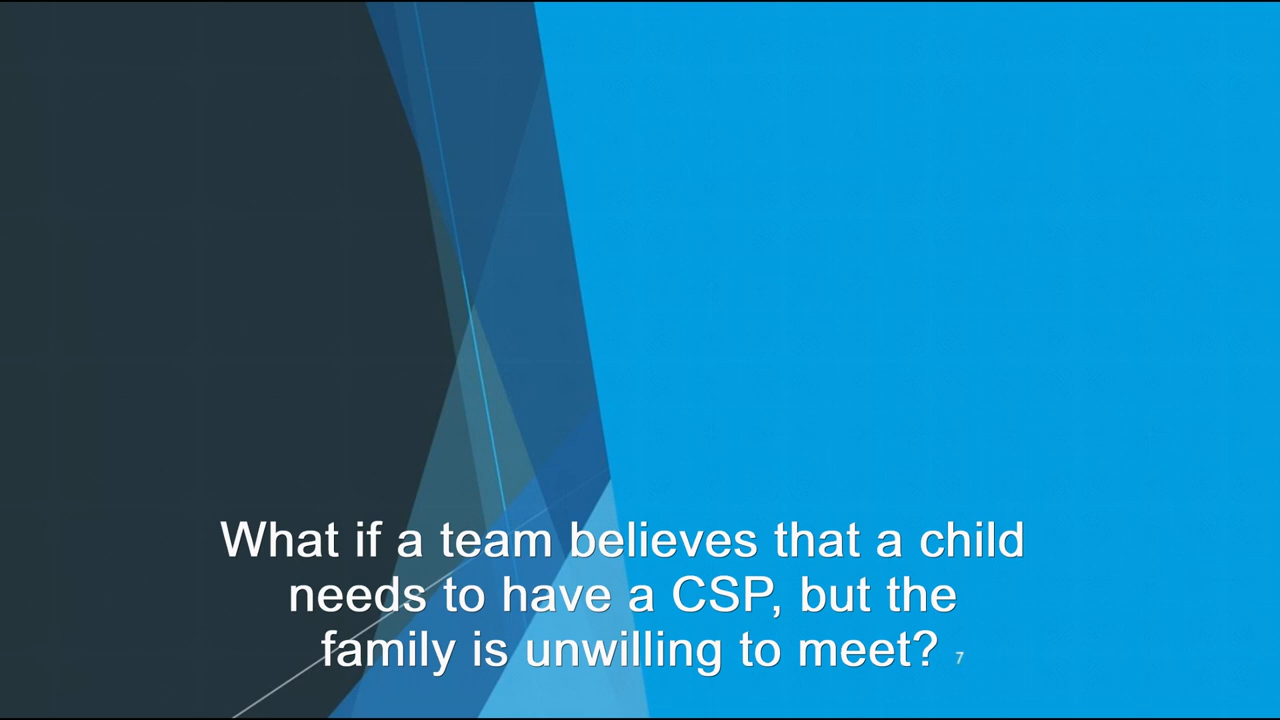 What if a team believes that a child
needs to have a CSP, but the
family is unwilling to meet? 7